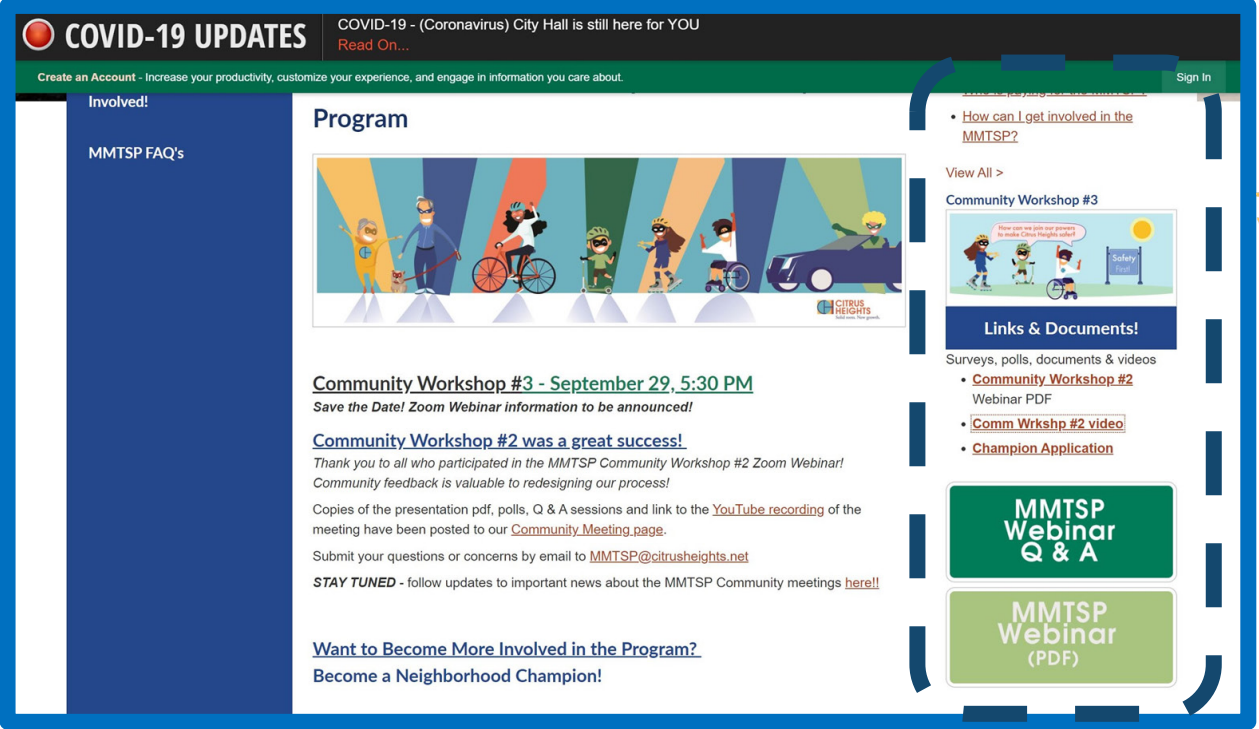 COVID-19 UPDATES
COVID-19 - (Coronavirus) City Hall is still here for YOU
Read On...
Create an Account - Increase your productivity, customize your experience, and engage in information you care about.
Sign In
Involved!
MMTSP FAQ's
Program
CITRUS
HEIGHTS
Solid roots. New growth.
Community Workshop #3 - September 29, 5:30 PM
Save the Date! Zoom Webinar information to be announced!
Community Workshop #2 was a great success!
Thank you to all who participated in the MMTSP Community Workshop #2 Zoom Webinar!
Community feedback is valuable to redesigning our process!
Copies of the presentation pdf, polls, Q & A sessions and link to the YouTube recording of the
meeting have been posted to our Community Meeting page.
Submit your questions or concerns by email to MMTSP@citrusheights.net
STAY TUNED - follow updates to important news about the MMTSP Community meetings here!!
Want to Become More Involved in the Program?
Become a Neighborhood Champion!
How can I get involved in the
MMTSP?
View All >
Community Workshop #3
How can we join our powers
to make Citrus Heights safer?
Safety
First!
Links & Documents!
Surveys, polls, documents & videos
Community Workshop #2
Webinar PDF
Comm Wrkshp #2 video
Champion Application
MMTSP
Webinar
Q & A
MMTSP
Webinar
(PDF)